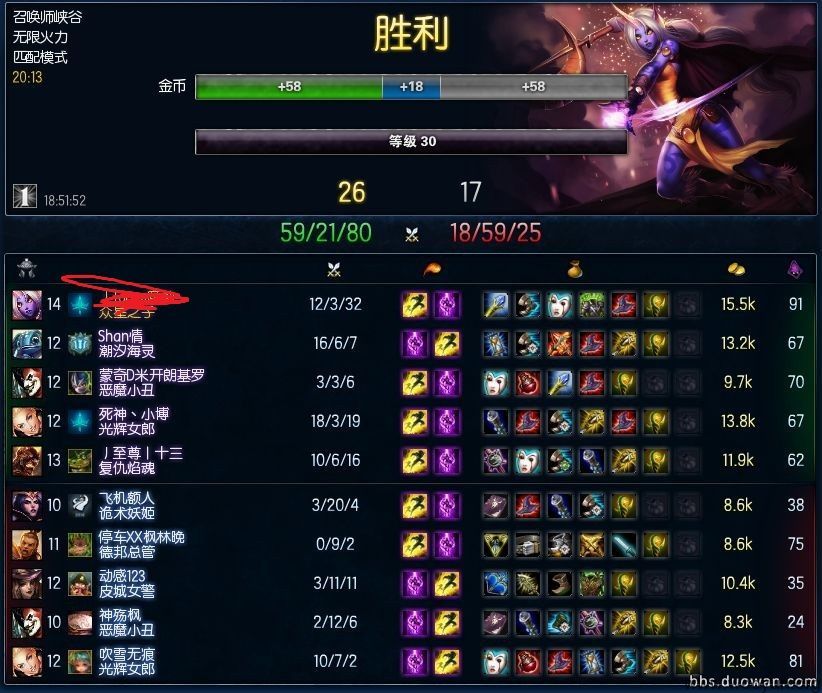 召唤师峡谷
无限火力
匹配模式
20:13
胜利
金币 +58 +18 +58
等级 30
1 18:51:52
26 17
59/21/80 18/59/25
14 众星之子 12/3/32 15.5k 91
12 Shan倩 16/6/7 13.2k 67
潮汐海灵
12 蒙奇D米开朗基罗 3/3/6 9.7k 70
恶魔小丑
12 死神丶小博 18/3/19 13.8k 67
光辉女郎
13 丿至尊丨十三 10/6/16 11.9k 62
复仇焰魂
10 飞机颜人 3/20/4 8.6k 38
诡术妖姬
11 停车XX枫林晚 0/9/2 8.6k 75
德邦总管
12 动感123 3/11/11 10.4k 35
皮城女警
10 神殇枫 2/12/6 8.3k 24
恶魔小丑
12 吹雪无痕 10/7/2 12.5k 81
光辉女郎
bbs.duowan.com